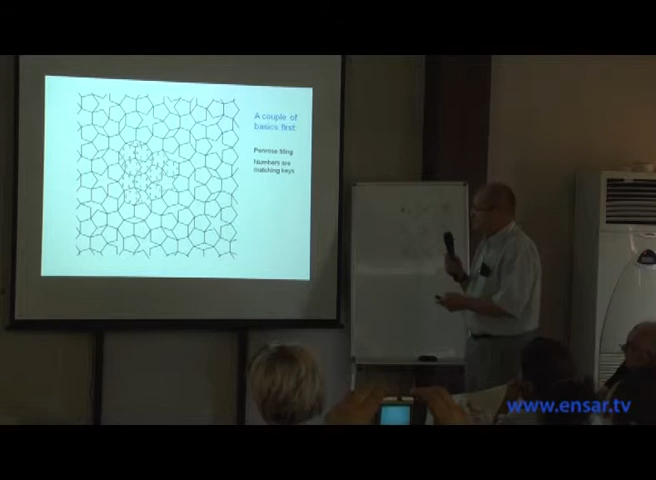 A couple of
basics first:
Penrose tiling
Numbers are
matching keys
www.ensar.tv